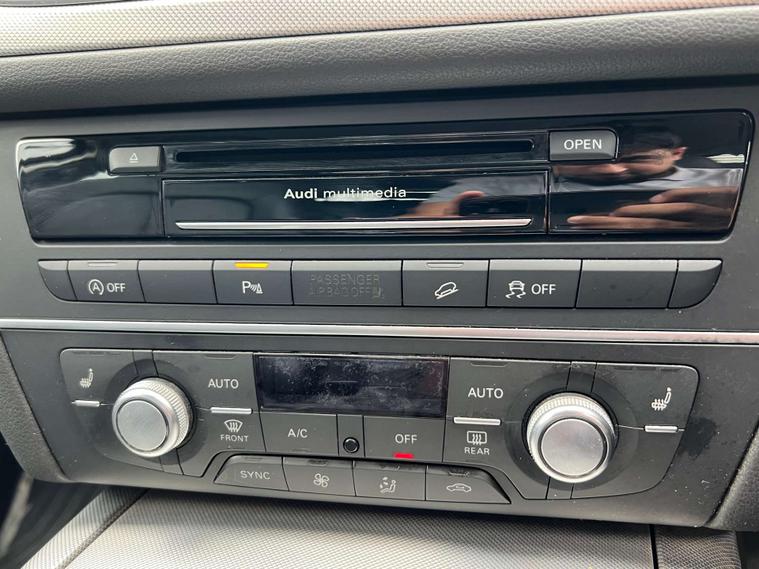 OPEN
Audi multimedia
A OFF
P
PASSENGER
AIRBAG OFF
OFF
AUTO
AUTO
FRONT
A/C
OFF
REAR
SYNC